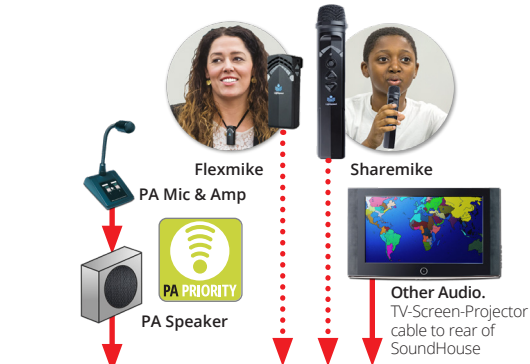 Flexmike
Sharemike
PA Mic & Amp
PA PRIORITY
PA Speaker
Other Audio.
TV-Screen-Projector
cable to rear of
SoundHouse